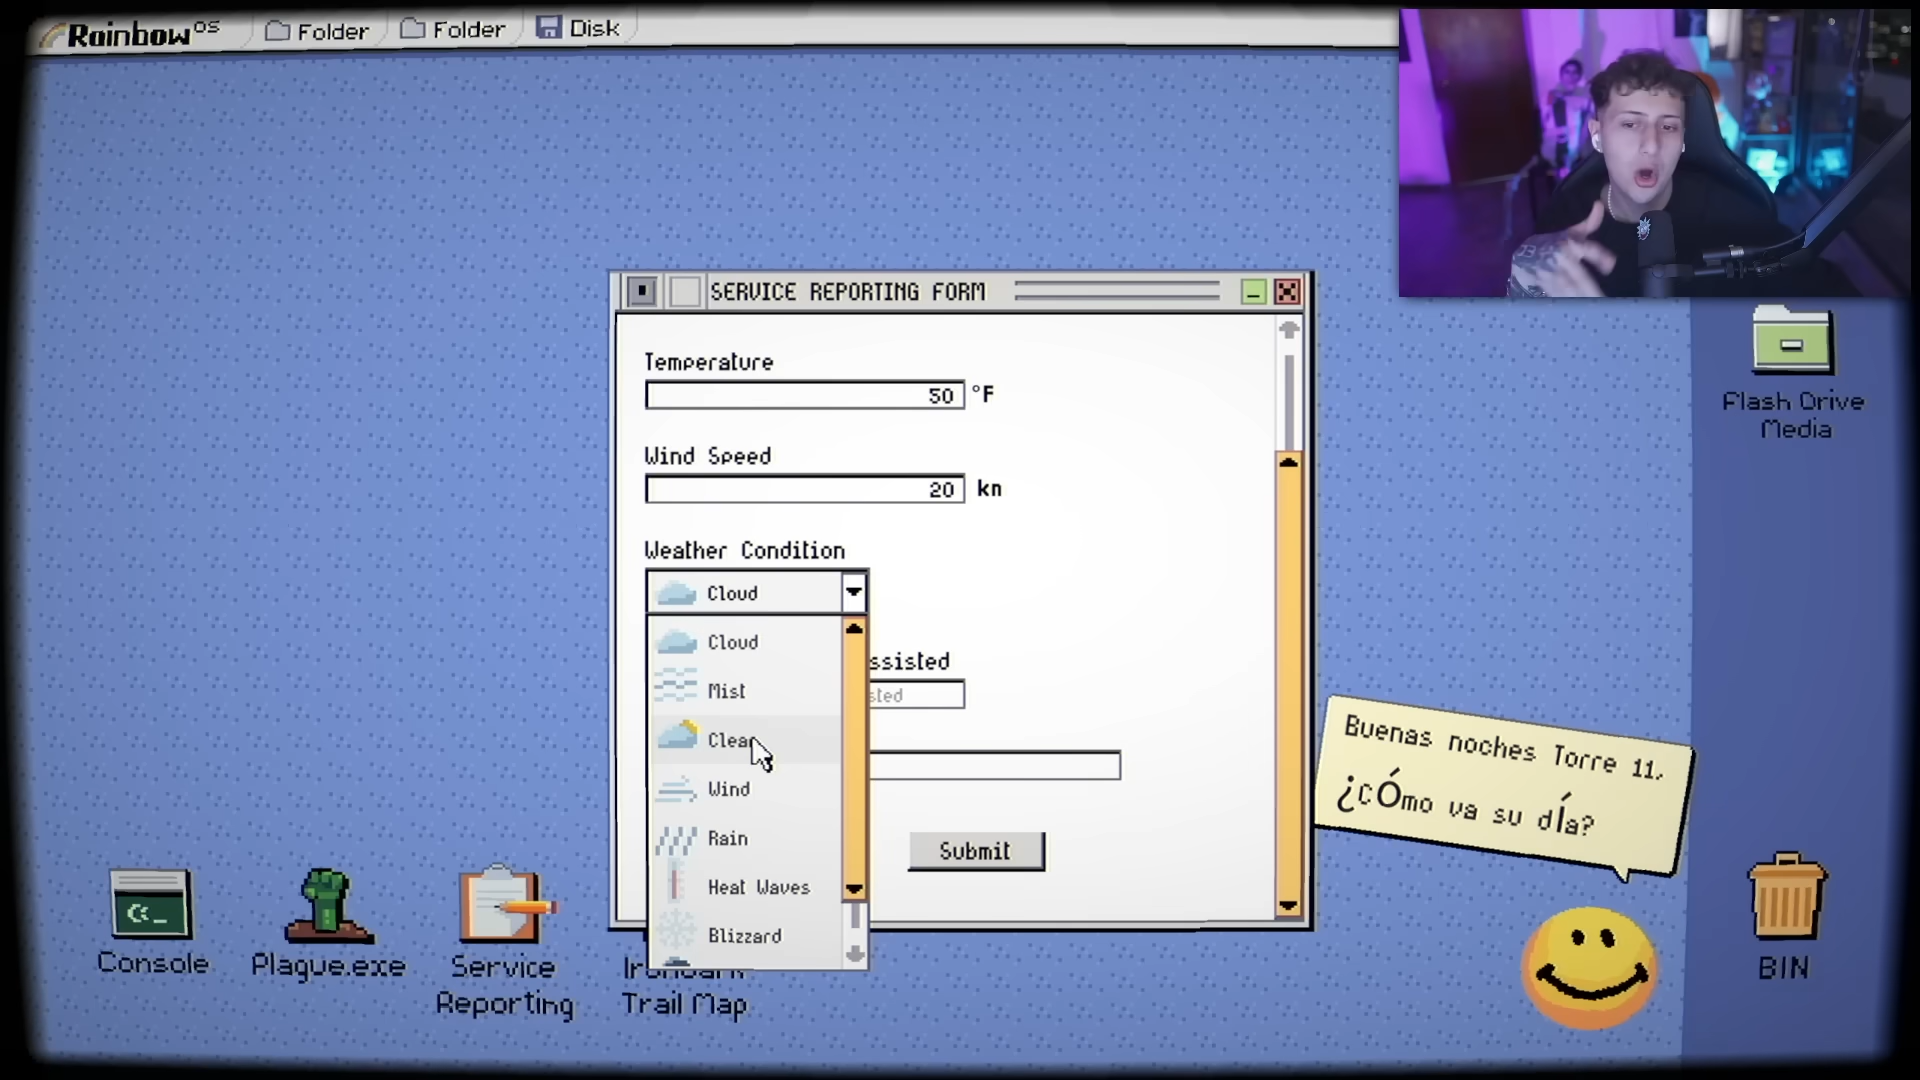 Rainbow OS
Folder
Folder
Disk
SERVICE REPORTING FORM
Temperature
50 °F
Wind Speed
20 kn
Weather Condition
Cloud
Cloud
Mist
Clear
Wind
Rain
Heat Waves
Blizzard
ssisted
sted
Submit
Flash Drive
Media
Buenas noches Torre 11,
¿CÓmo va su dÍa?
Console
Plague.exe
Service
Reporting
Trail Map
BIN